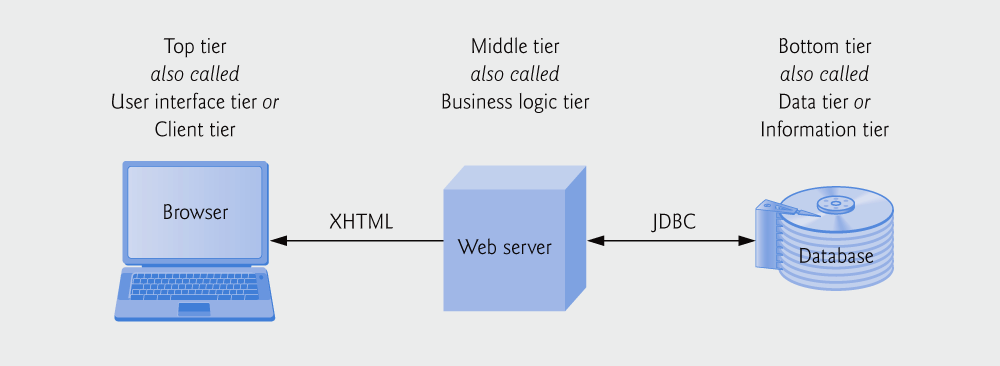 Top tier
also called
User interface tier or
Client tier
Middle tier
also called
Business logic tier
Bottom tier
also called
Data tier or
Information tier
Browser
XHTML
Web server
JDBC
Database